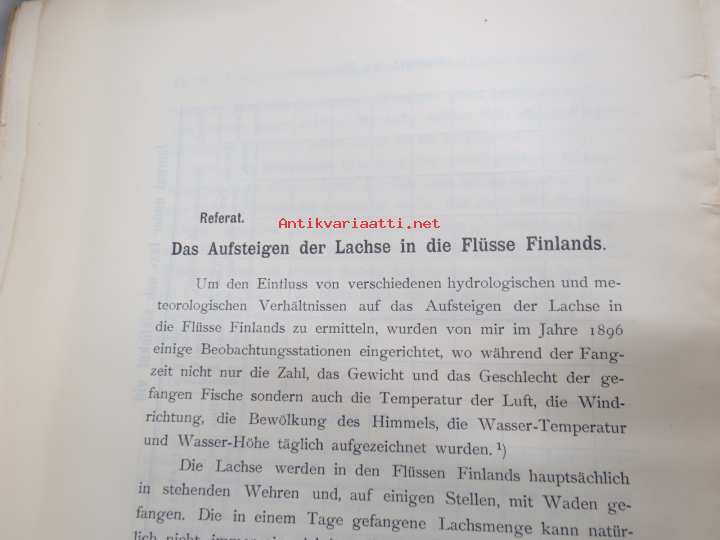 Referat.
Antikvariaatti.net
Das Aufsteigen der Lachse in die Flüsse Finlands.
Um den Einfluss von verschiedenen hydrologischen und me-
teorologischen Verhältnissen auf das Aufsteigen der Lachse in
die Flüsse Finlands zu ermitteln, wurden von mir im Jahre 1896
einige Beobachtungsstationen eingerichtet, wo während der Fang-
zeit nicht nur die Zahl, das Gewicht und das Geschlecht der ge-
fangen Fische sondern auch die Temperatur der Luft, die Wind-
richtung, die Bewölkung des Himmels, die Wasser-Temperatur
und Wasser-Höhe täglich aufgezeichnet wurden. ¹)
Die Lachse werden in den Flüssen Finlands hauptsächlich
in stehenden Wehren und, auf einigen Stellen, mit Waden ge-
fangen. Die in einem Tage gefangene Lachsmenge kann natür-
lich nicht immer